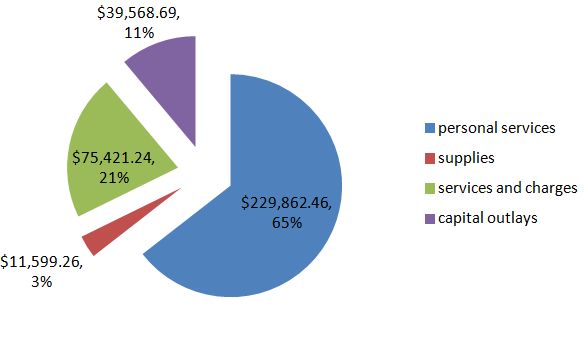 $39,568.69,
11%
$75,421.24,
21%
$229,862.46,
65%
$11,599.26,
3%
personal services
supplies
services and charges
capital outlays